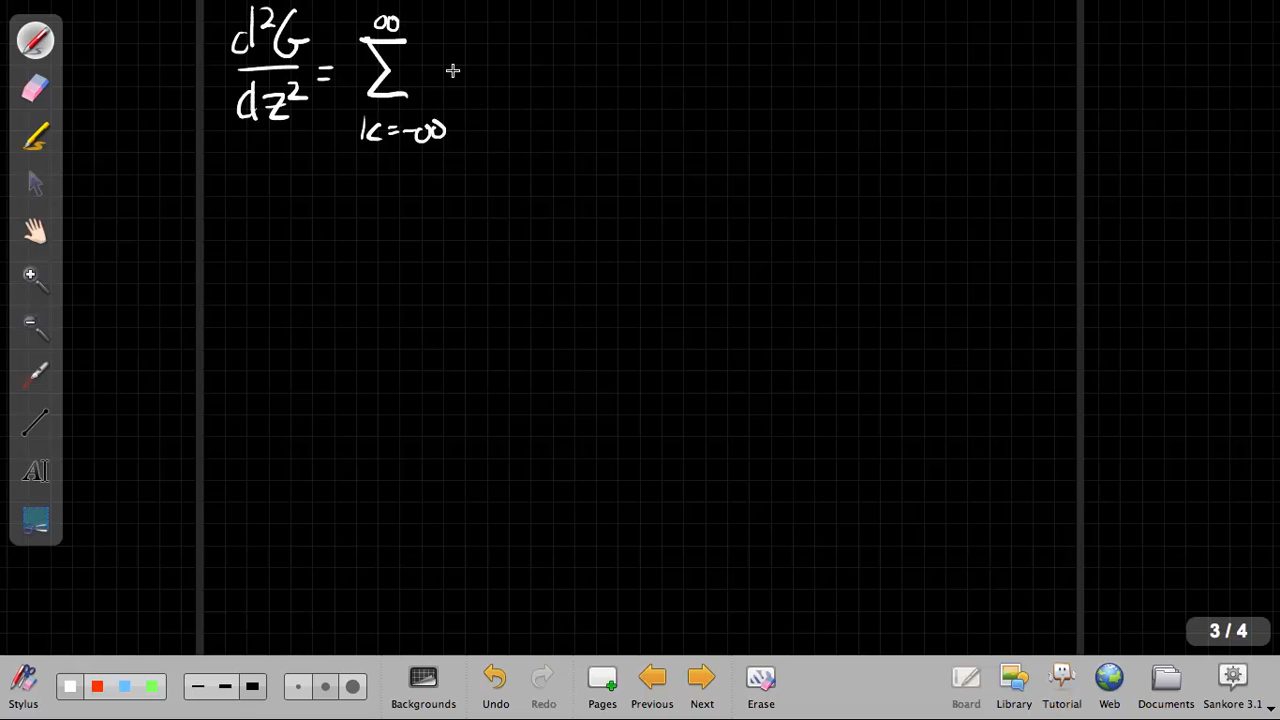 d²G/dz² = ∑_{k=-∞}^{∞}
AI
3 / 4
Stylus
Backgrounds
Undo
Redo
Pages
Previous
Next
Erase
Board
Library
Tutorial
Web
Documents
Sankore 3.1